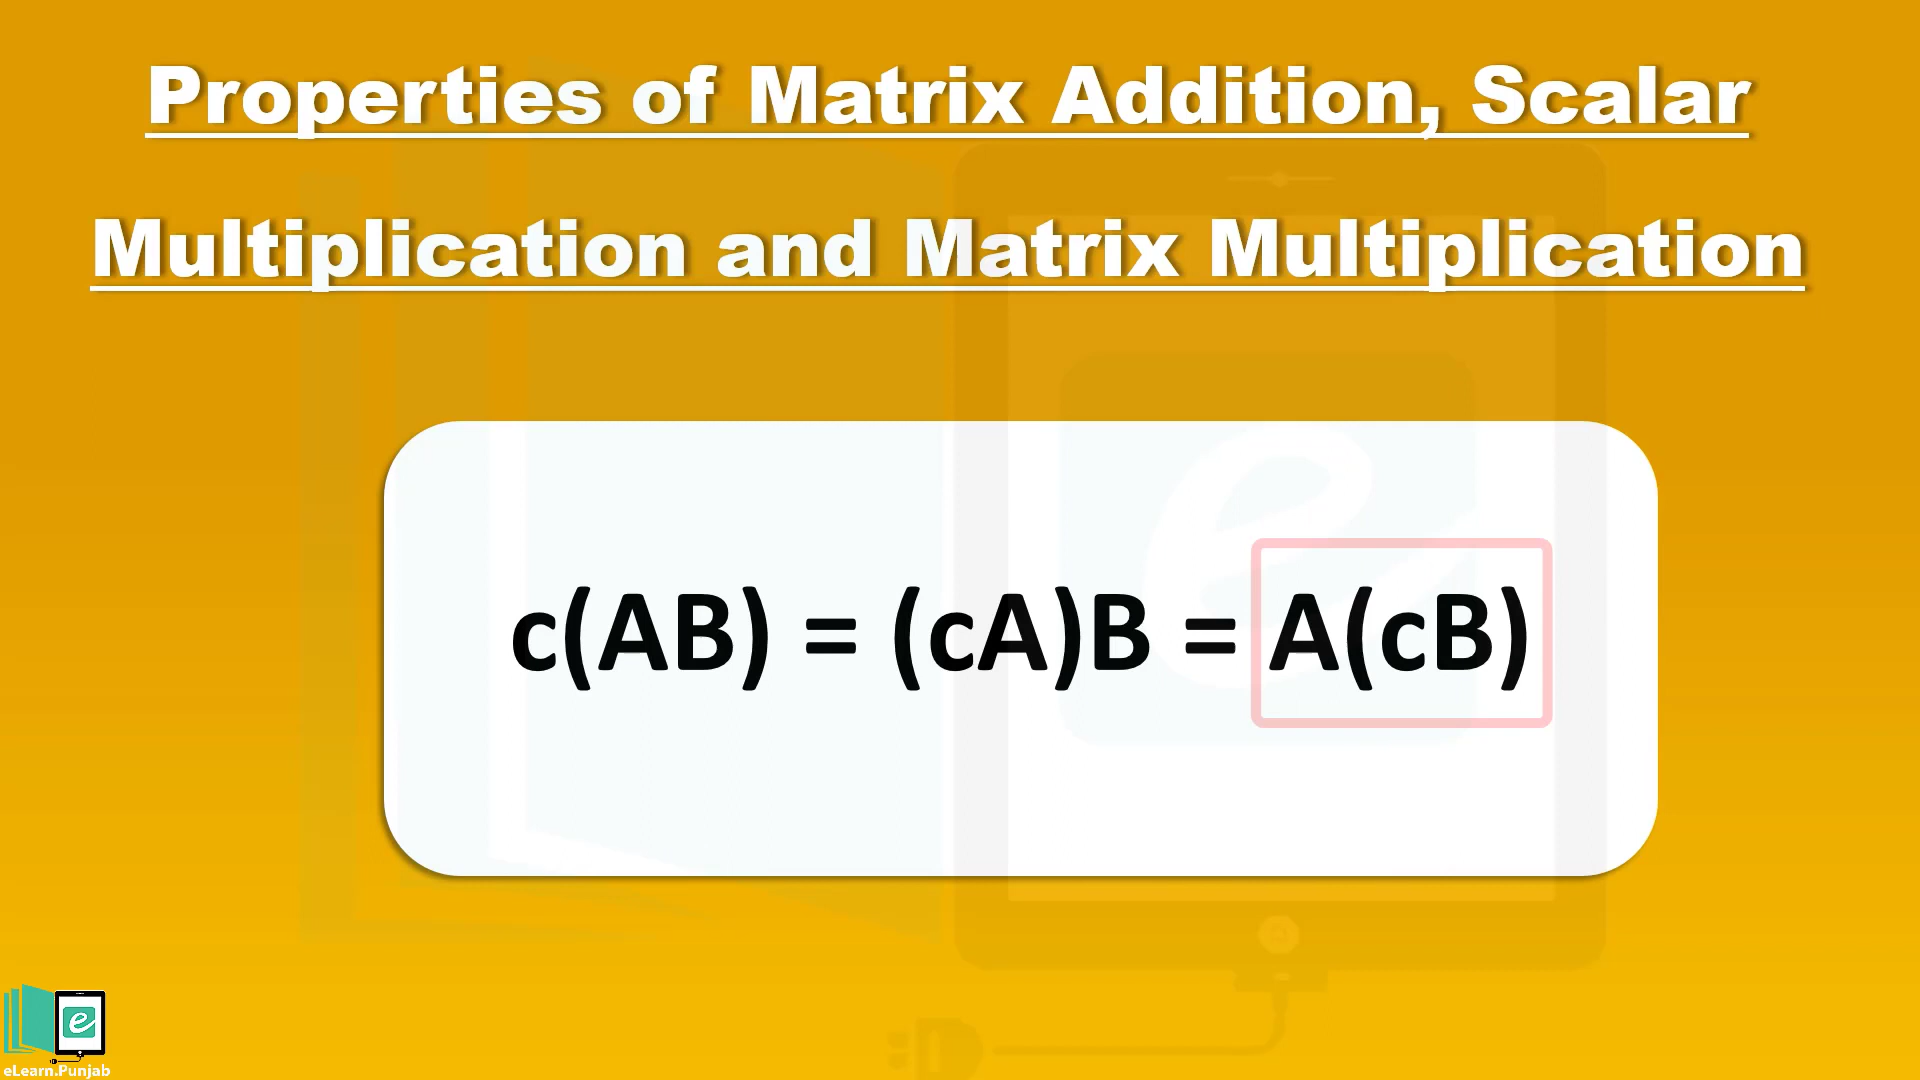 Properties of Matrix Addition, Scalar
Multiplication and Matrix Multiplication
c(AB) = (cA)B = A(cB)
e
eLearn.Punjab